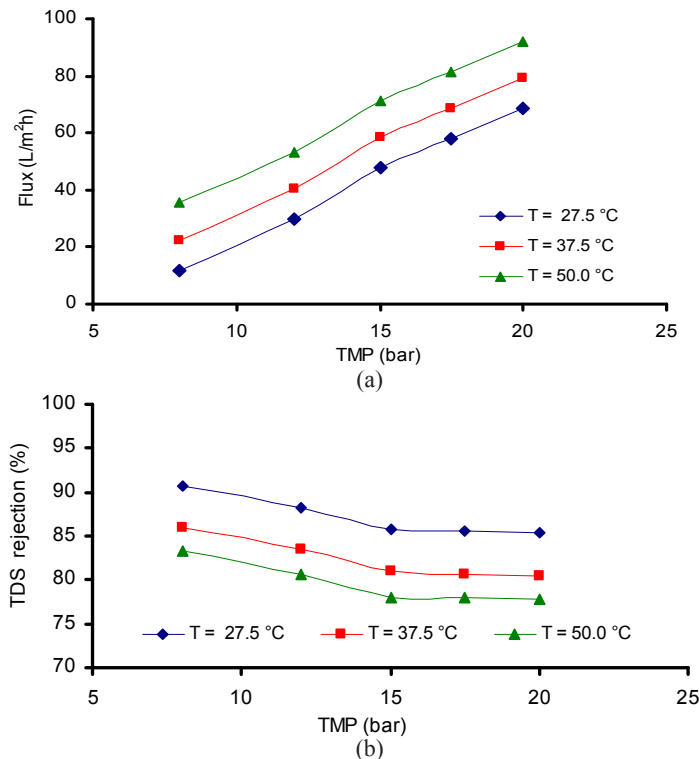 100
80
60
40
20
0
Flux (L/m²h)
T = 27.5 °C
T = 37.5 °C
T = 50.0 °C
5 10 15 20 25
TMP (bar)
(a)
100
95
90
85
80
75
70
TDS rejection (%)
T = 27.5 °C T = 37.5 °C T = 50.0 °C
5 10 15 20 25
TMP (bar)
(b)